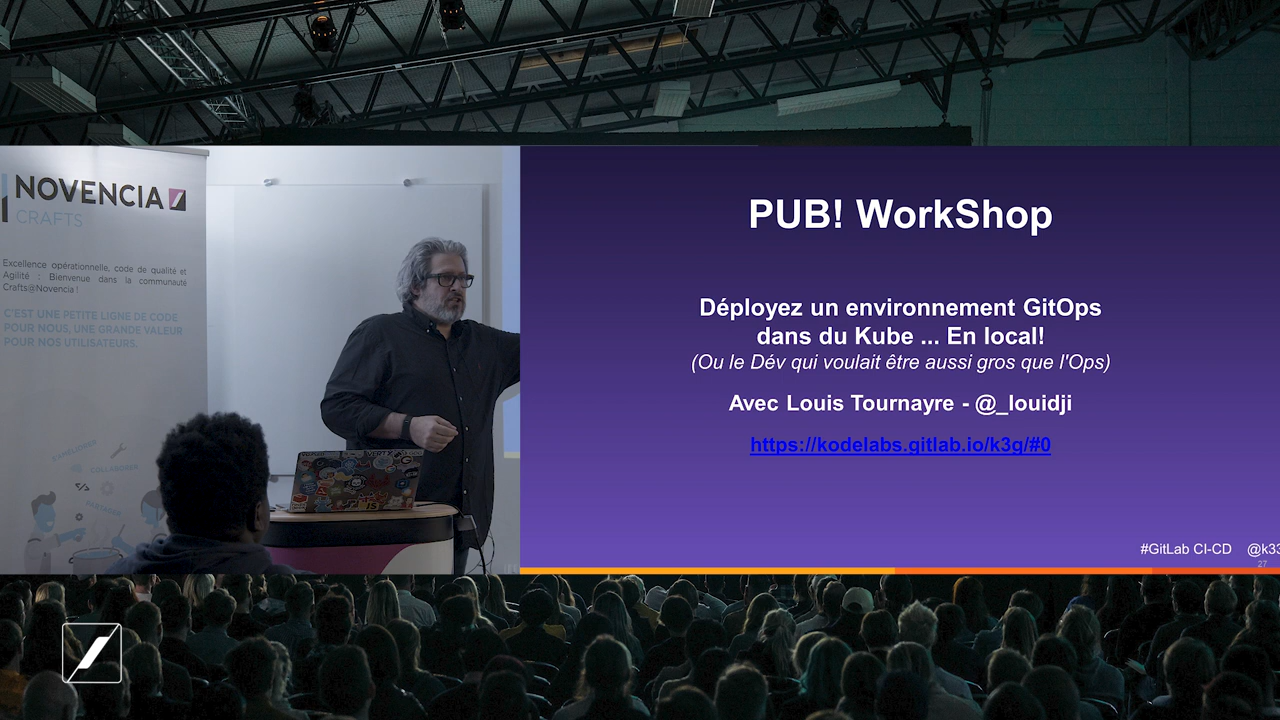 NOVENCIA
CRAFTS
Excellence opérationnelle, code de qualité et
Agilité : Bienvenue dans la communauté
Crafts@Novencia !
C'EST UNE PETITE LIGNE DE CODE
POUR NOUS, UNE GRANDE VALEUR
POUR NOS UTILISATEURS.
COLLABORER
PUB! WorkShop
Déployez un environnement GitOps
dans du Kube ... En local!
(Ou le Dév qui voulait être aussi gros que l'Ops)
Avec Louis Tournayre - @_louidji
https://kodelabs.gitlab.io/k3g/#0
#GitLab CI-CD @k33
27